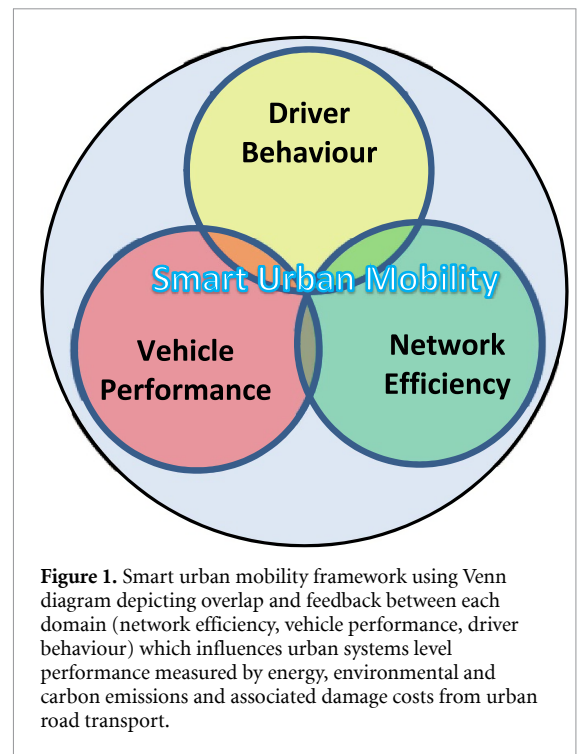 Driver
Behaviour
Smart Urban Mobility
Vehicle
Performance
Network
Efficiency
Figure 1. Smart urban mobility framework using Venn
diagram depicting overlap and feedback between each
domain (network efficiency, vehicle performance, driver
behaviour) which influences urban systems level
performance measured by energy, environmental and
carbon emissions and associated damage costs from urban
road transport.